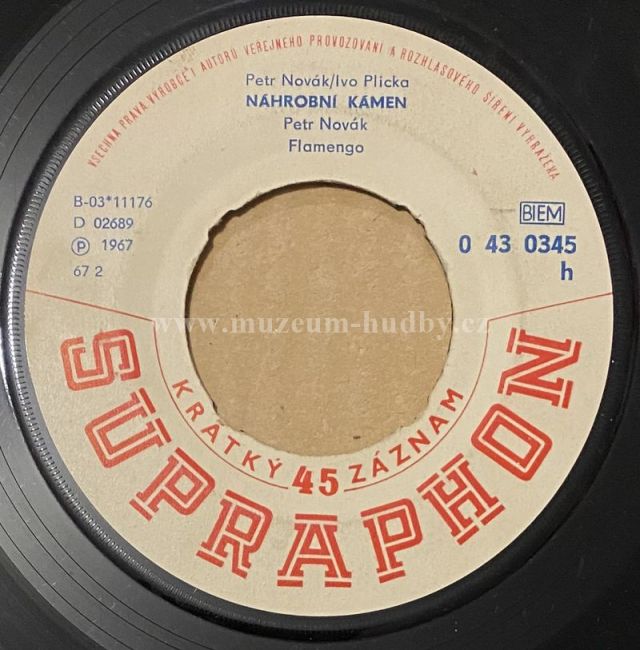 VŠECHNA PRÁVA VÝROBCE I AUTORŮ VEŘEJNÉHO PROVOZOVÁNÍ A ROZHLASOVÉHO ŠÍŘENÍ VYHRAŽENA
Petr Novák/Ivo Plicka
NÁHROBNÍ KÁMEN
Petr Novák
Flamengo
B-03*11176
D 02689
Ⓟ 1967
67 2
BIEM
0 43 0345
h
www.muzeum-hudby.cz
KRÁTKÝ 45 ZÁZNAM
SUPRAPHON